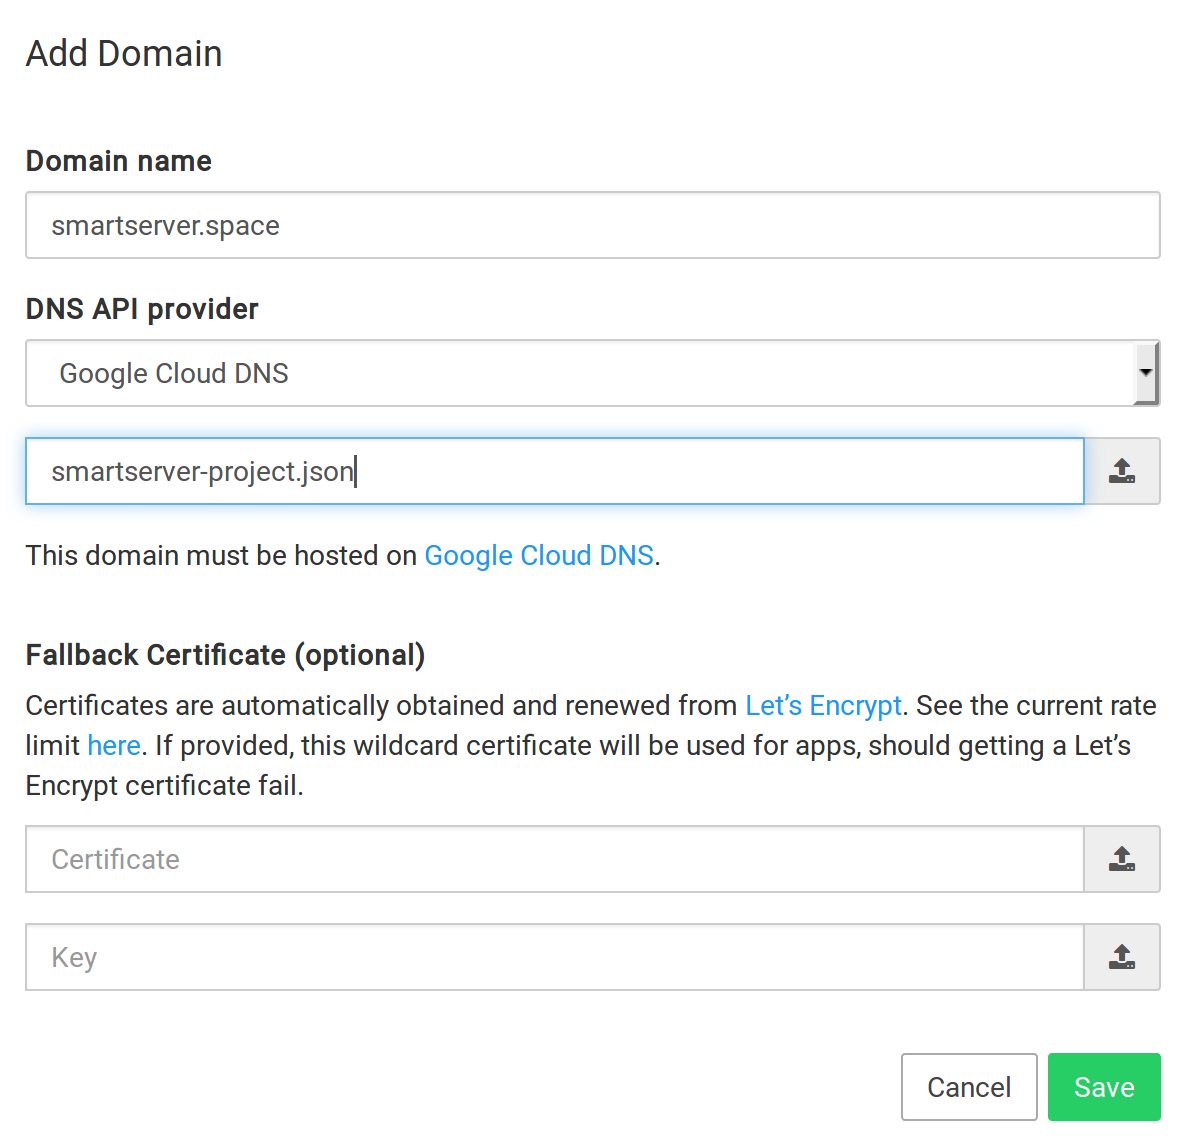 Add Domain
Domain name
smartserver.space
DNS API provider
Google Cloud DNS
smartserver-project.json
This domain must be hosted on Google Cloud DNS.
Fallback Certificate (optional)
Certificates are automatically obtained and renewed from Let’s Encrypt. See the current rate
limit here. If provided, this wildcard certificate will be used for apps, should getting a Let’s
Encrypt certificate fail.
Certificate
Key
Cancel Save